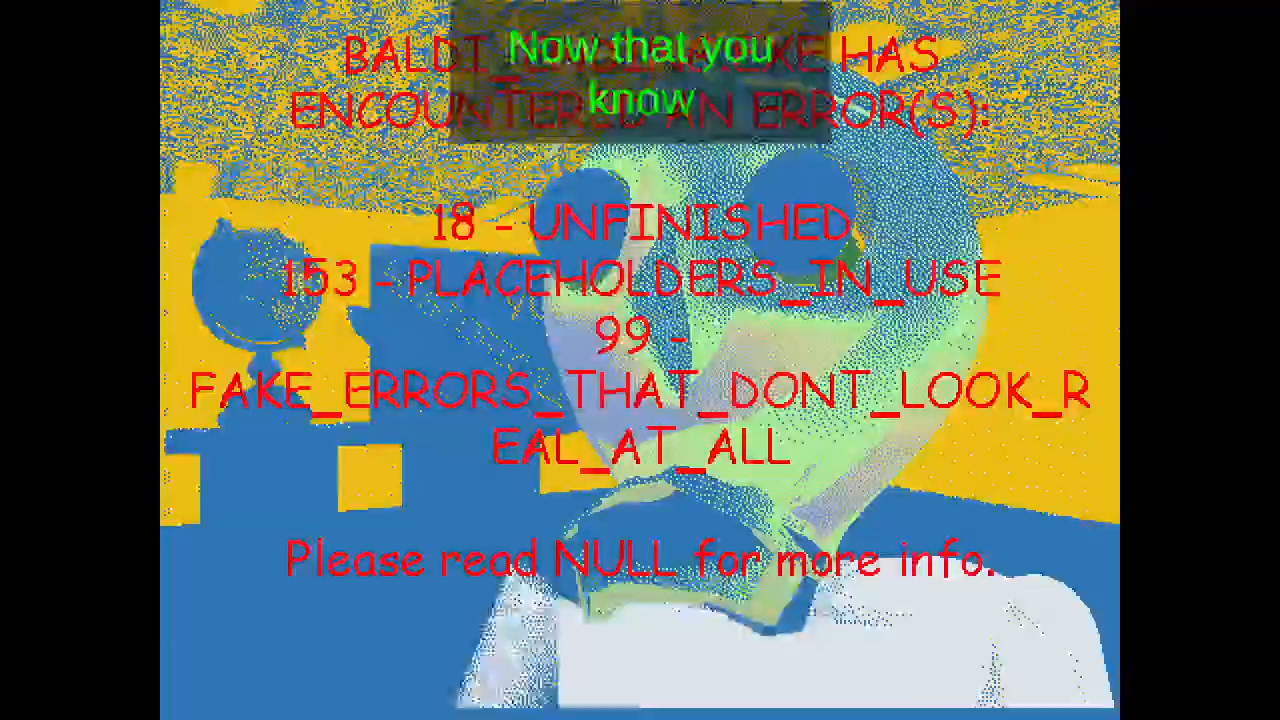 Now that you
know
BALDI_ HAS
ENCOUNTERED AN ERROR(S):
18 - UNFINISHED
153 - PLACEHOLDERS_IN_USE
99 -
FAKE_ERRORS_THAT_DONT_LOOK_R
EAL_AT_ALL
Please read NULL for more info.